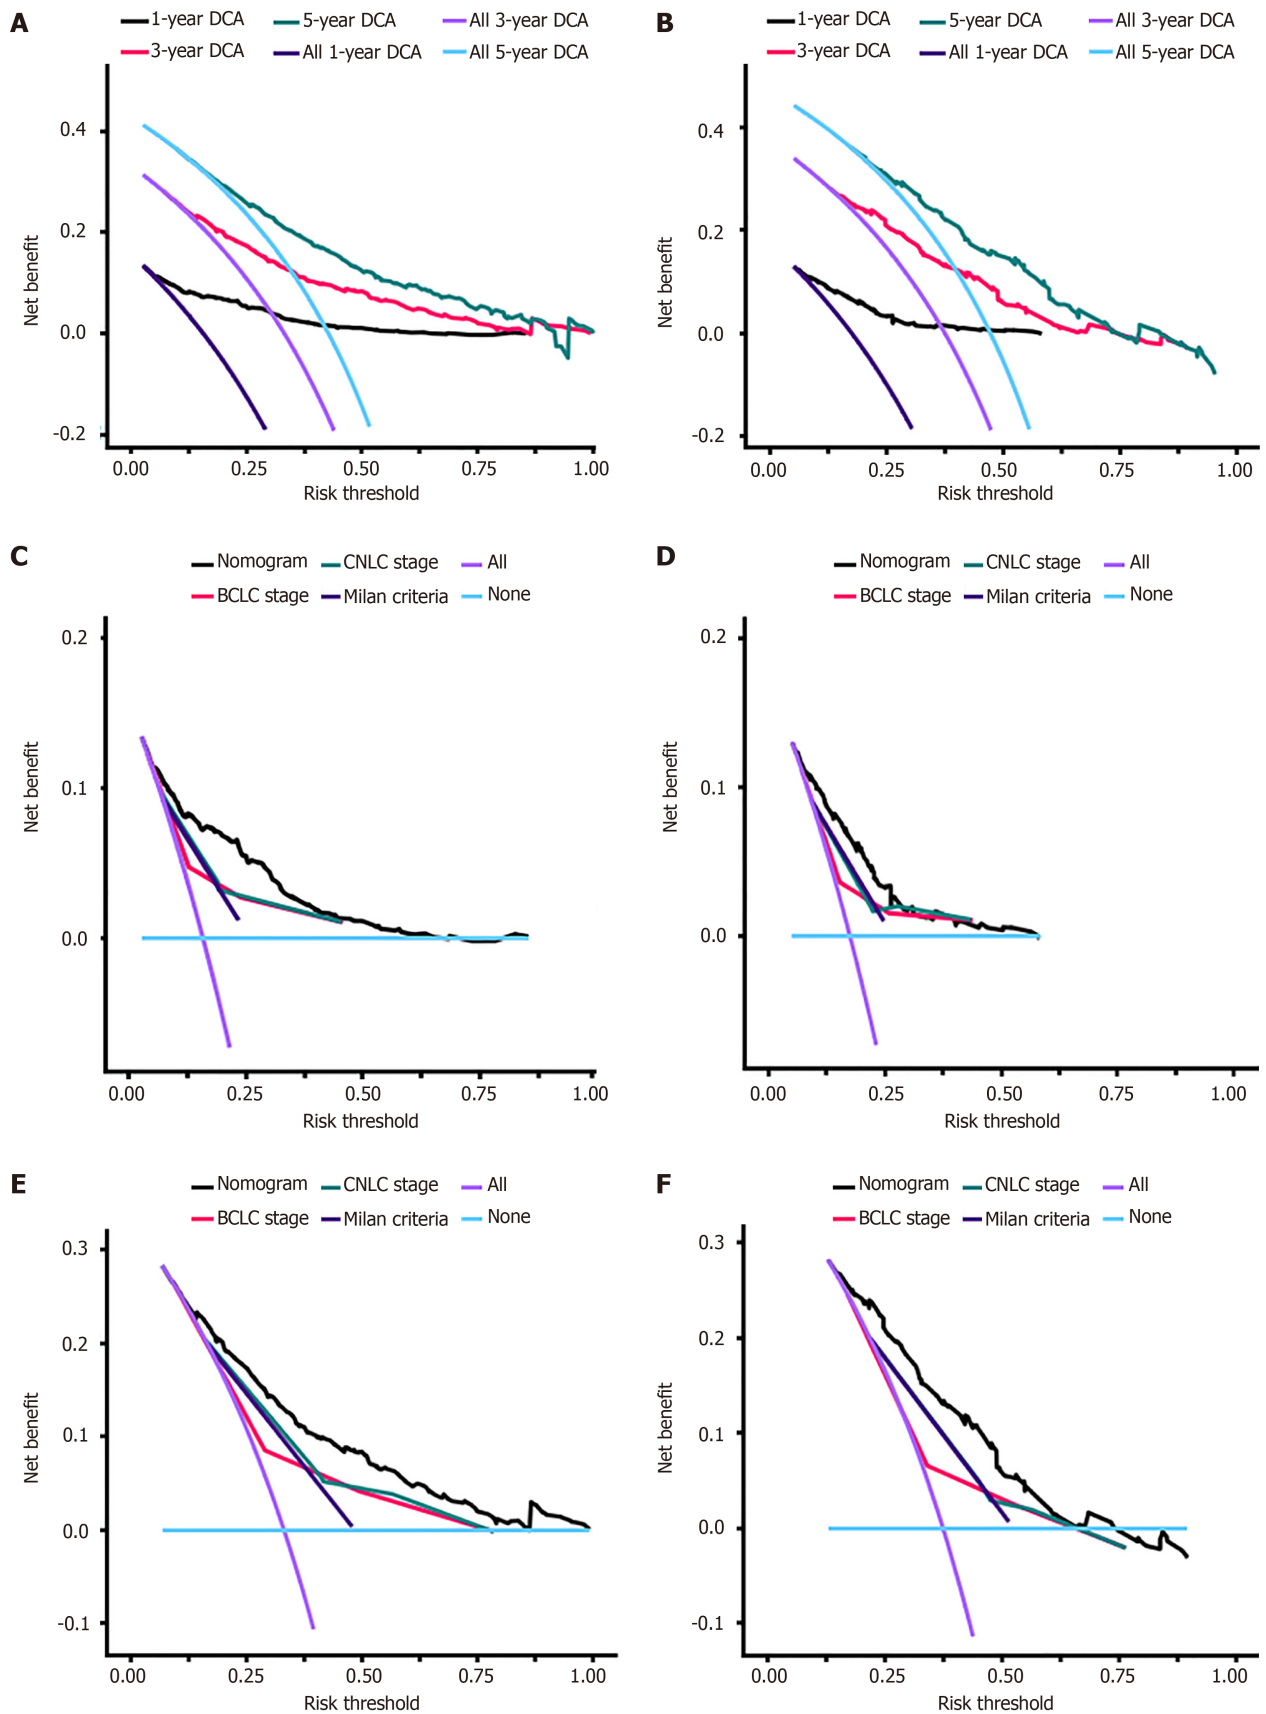 A
1-year DCA 5-year DCA All 3-year DCA
3-year DCA All 1-year DCA All 5-year DCA
Net benefit
0.4
0.2
0.0
-0.2
0.00 0.25 0.50 0.75 1.00
Risk threshold
B
1-year DCA 5-year DCA All 3-year DCA
3-year DCA All 1-year DCA All 5-year DCA
Net benefit
0.4
0.2
0.0
-0.2
0.00 0.25 0.50 0.75 1.00
Risk threshold
C
Nomogram CNLC stage All
BCLC stage Milan criteria None
Net benefit
0.2
0.1
0.0
0.00 0.25 0.50 0.75 1.00
Risk threshold
D
Nomogram CNLC stage All
BCLC stage Milan criteria None
Net benefit
0.2
0.1
0.0
0.00 0.25 0.50 0.75 1.00
Risk threshold
E
Nomogram CNLC stage All
BCLC stage Milan criteria None
Net benefit
0.3
0.2
0.1
0.0
-0.1
0.00 0.25 0.50 0.75 1.00
Risk threshold
F
Nomogram CNLC stage All
BCLC stage Milan criteria None
Net benefit
0.3
0.2
0.1
0.0
-0.1
0.00 0.25 0.50 0.75 1.00
Risk threshold